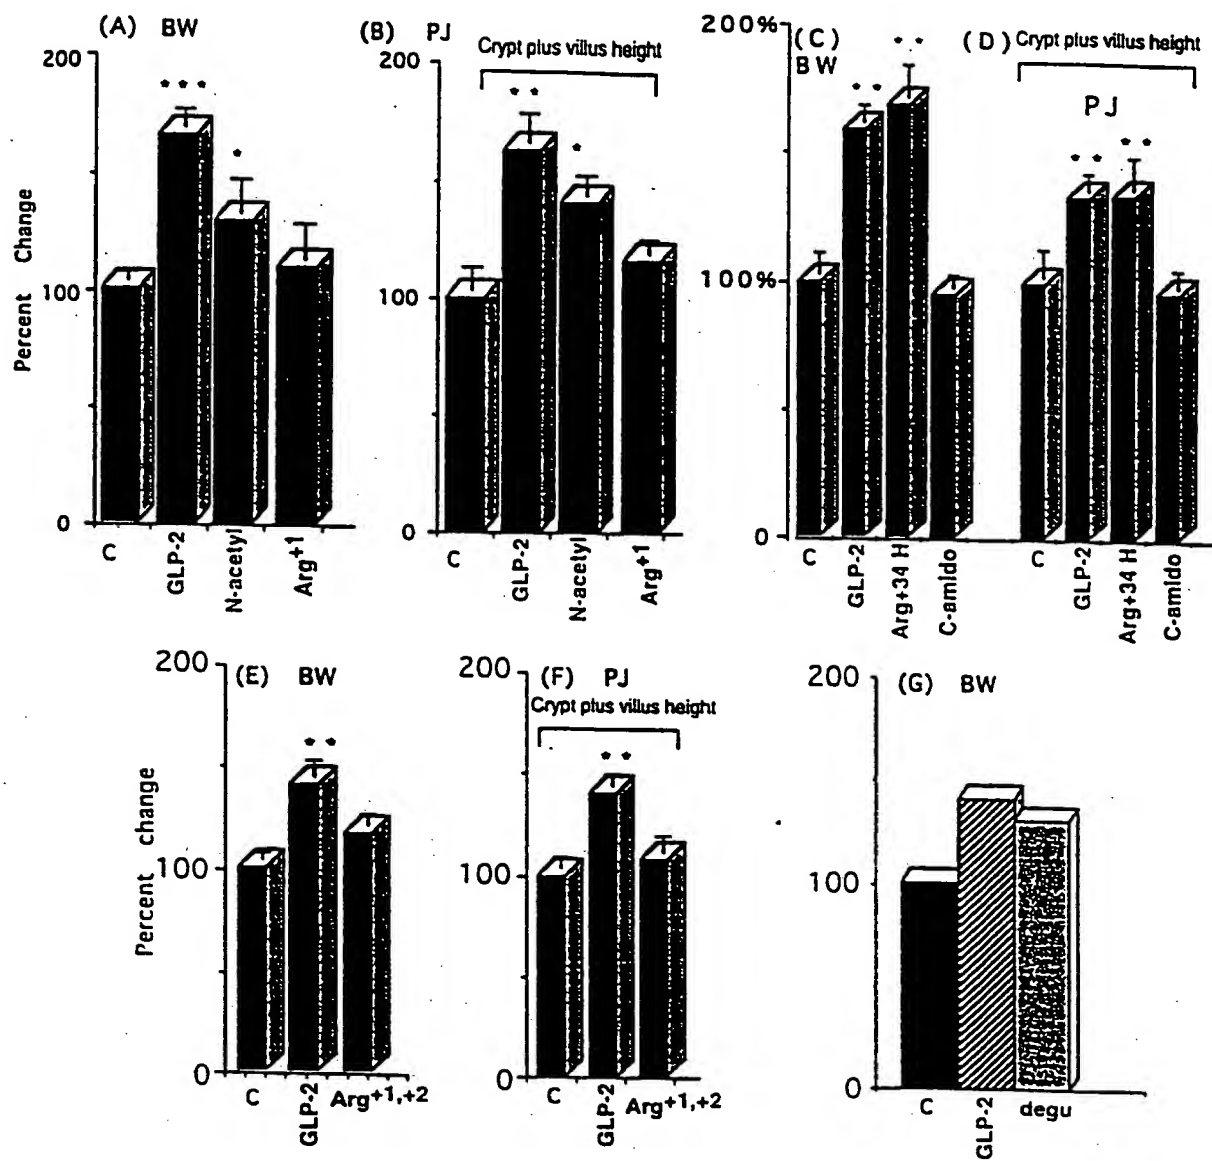 (A) BW
200
100
0
Percent Change
* * *
*
C
GLP-2
N-acetyl
Arg+1
(B) PJ
Crypt plus villus height
200
100
0
* *
*
C
GLP-2
N-acetyl
Arg+1
200%
100%
0
(C)
BW
* *
* *
C
GLP-2
Arg+34 H
C-amido
(D) Crypt plus villus height
PJ
* *
* *
C
GLP-2
Arg+34 H
C-amido
(E) BW
200
100
0
Percent change
* *
C
GLP-2
Arg+1,+2
(F) PJ
Crypt plus villus height
200
100
0
* *
C
GLP-2
Arg+1,+2
(G) BW
200
100
0
C
GLP-2
degu